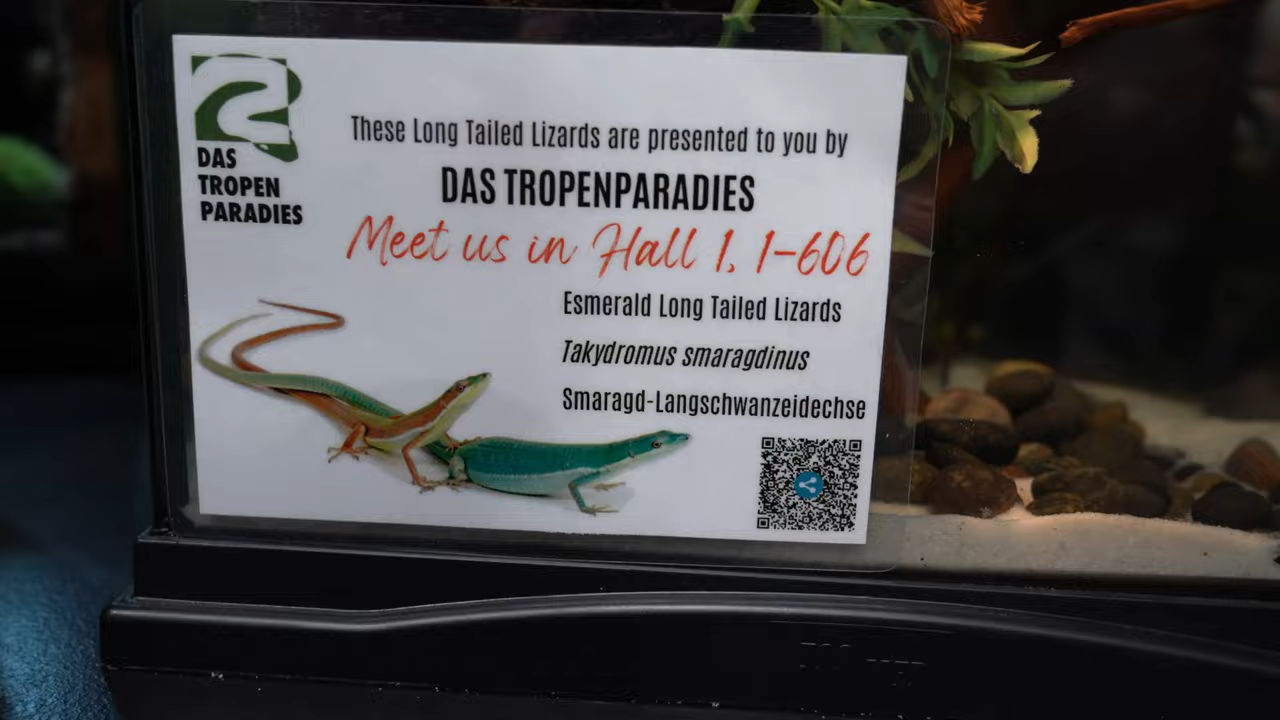 DAS
TROPEN
PARADIES
These Long Tailed Lizards are presented to you by
DAS TROPENPARADIES
Meet us in Hall 1, 1-606
Esmerald Long Tailed Lizards
Takydromus smaragdinus
Smaragd-Langschwanzeidechse